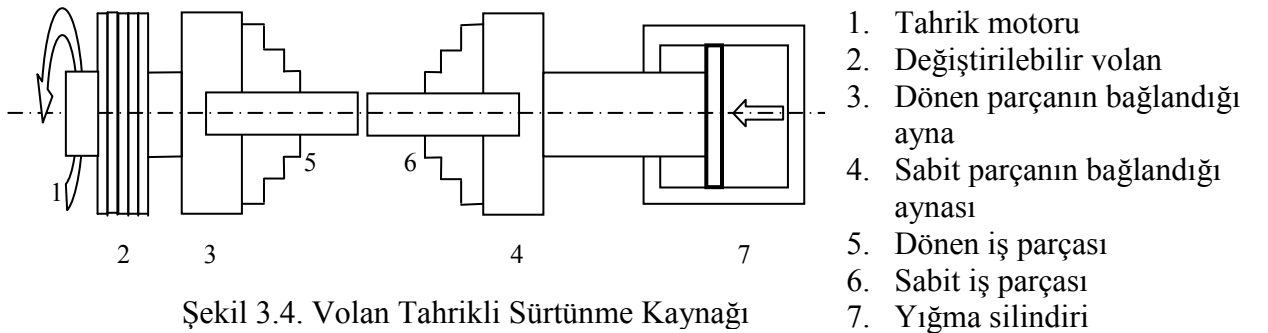 1. Tahrik motoru
2. Değiştirilebilir volan
3. Dönen parçanın bağlandığı
ayna
4. Sabit parçanın bağlandığı
aynası
5. Dönen iş parçası
6. Sabit iş parçası
7. Yığma silindiri
5
6
1
2
3
4
7
Şekil 3.4. Volan Tahrikli Sürtünme Kaynağı